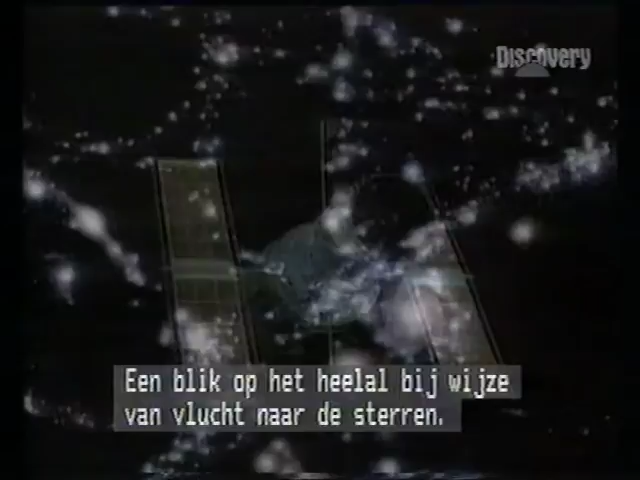 Discovery
Een blik op het heelal bij wijze
van vlucht naar de sterren.